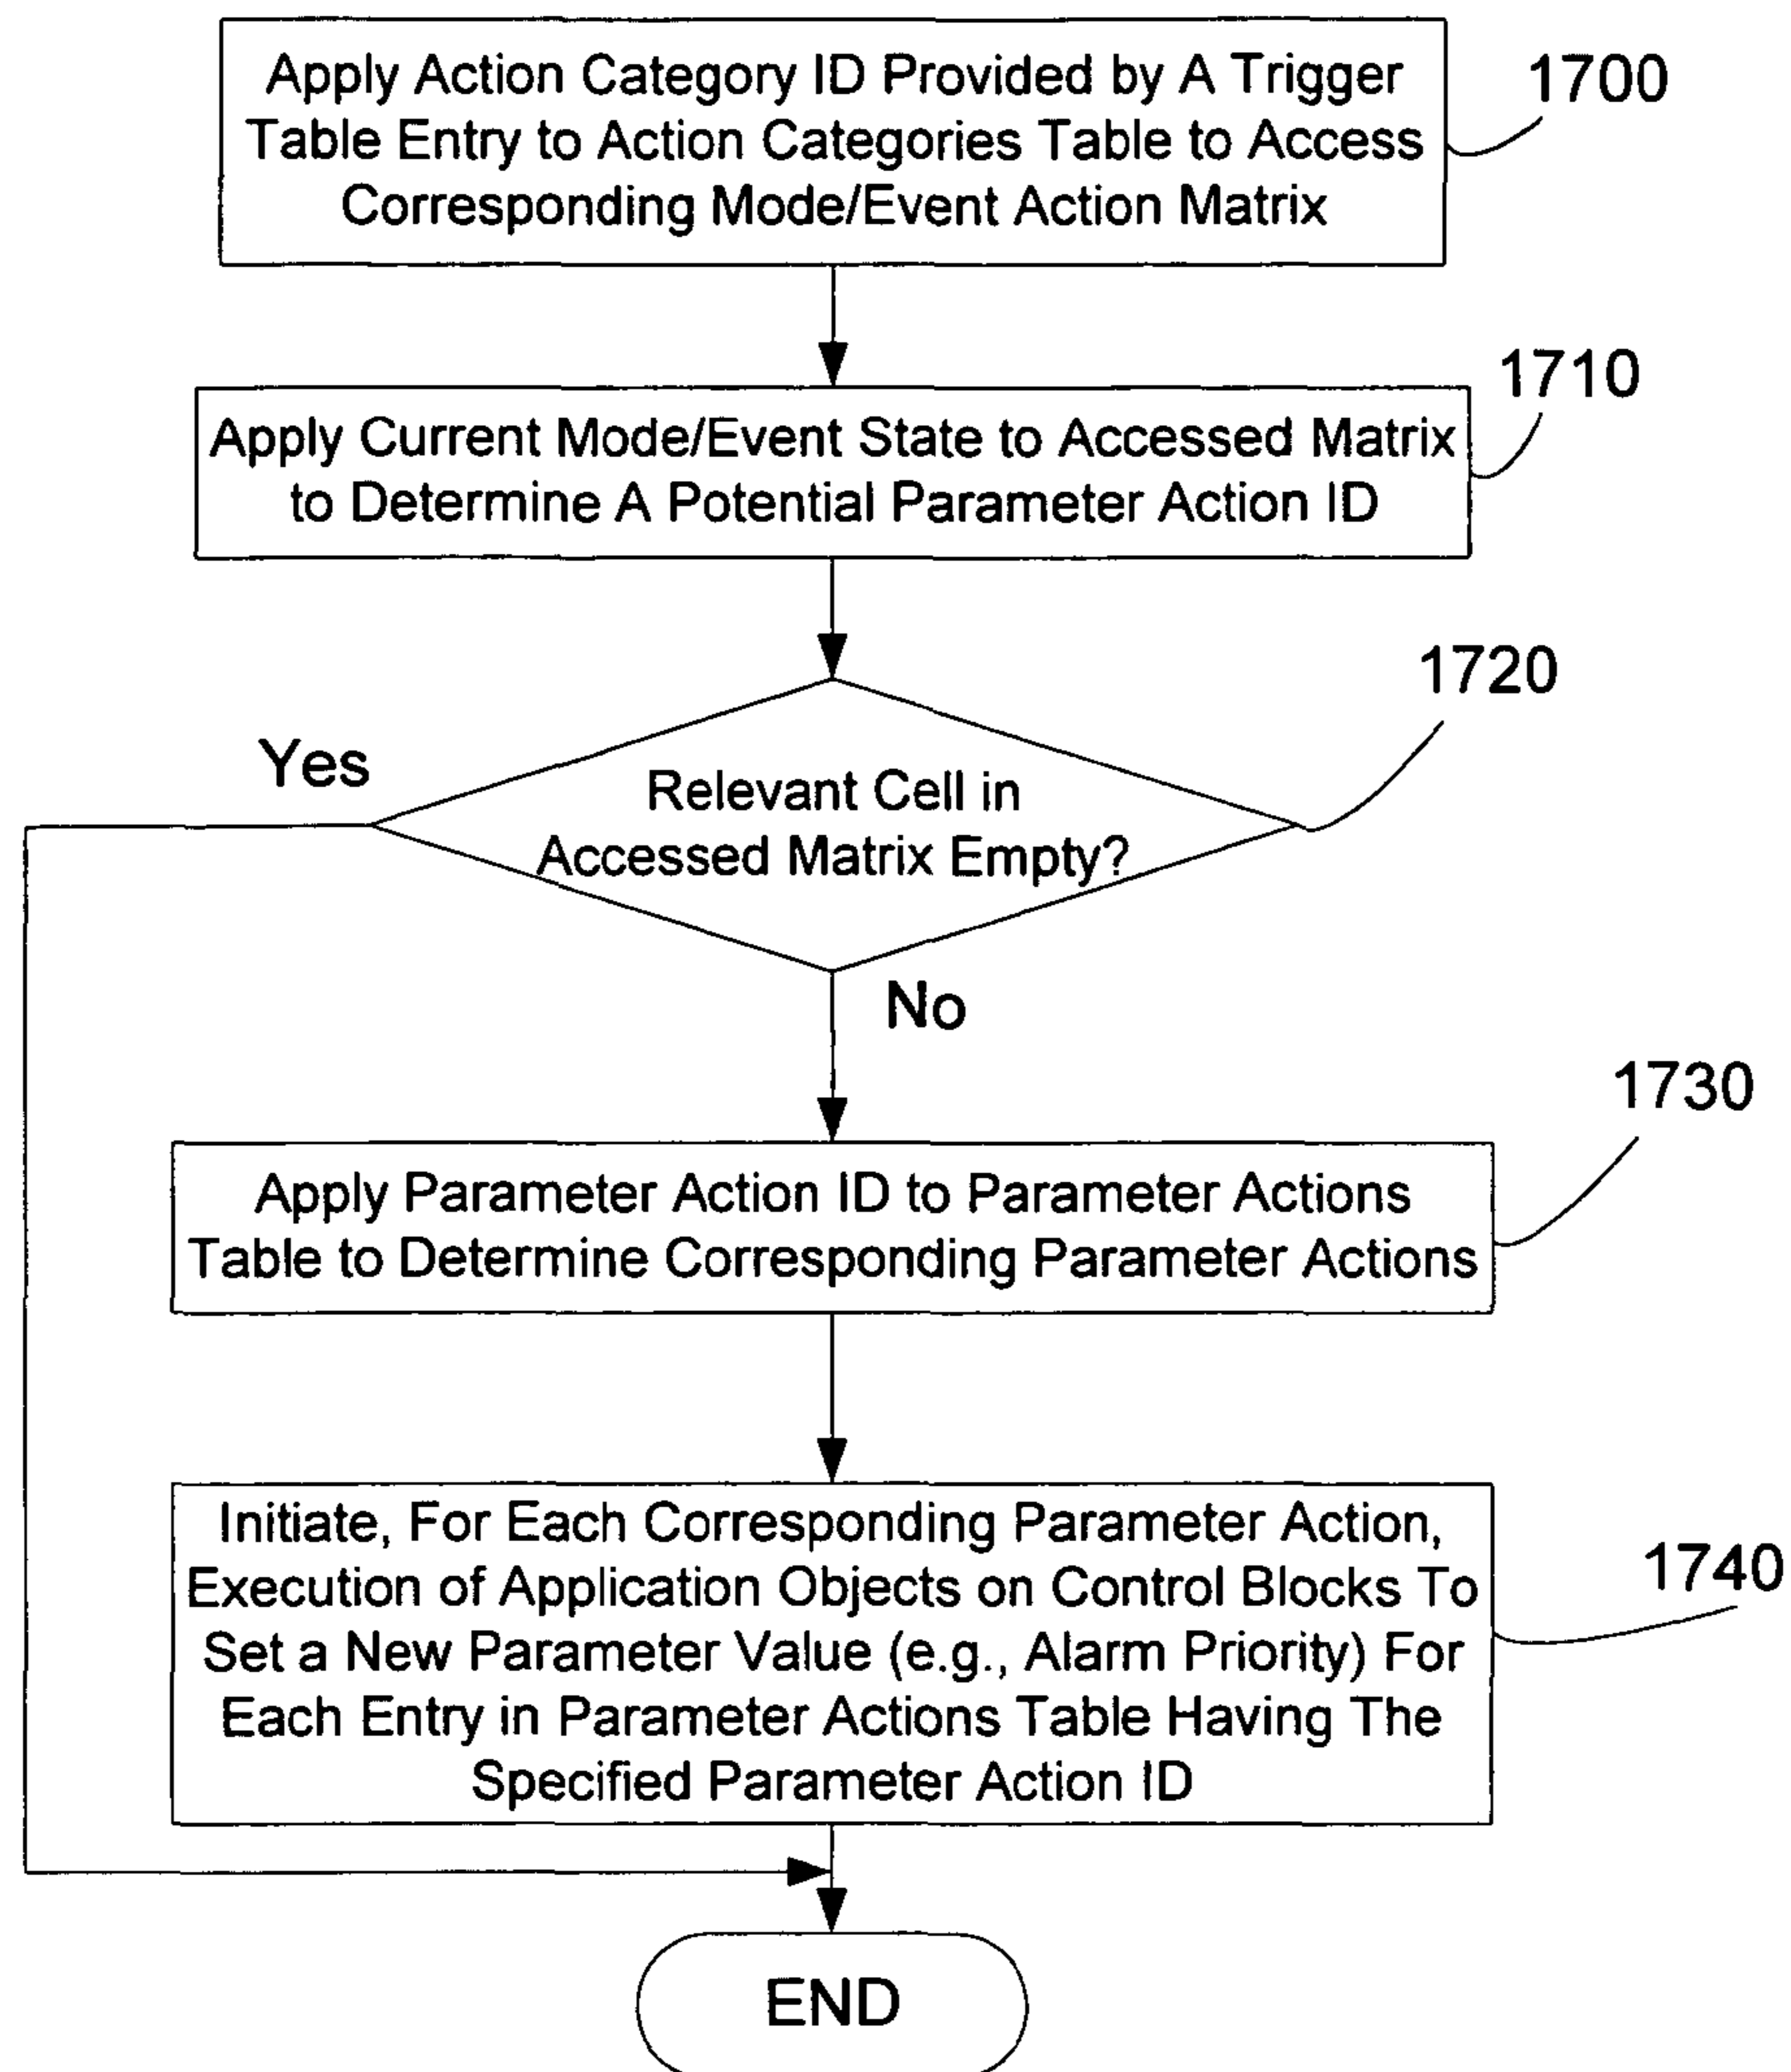 Apply Action Category ID Provided by A Trigger
Table Entry to Action Categories Table to Access
Corresponding Mode/Event Action Matrix
1700
Apply Current Mode/Event State to Accessed Matrix
to Determine A Potential Parameter Action ID
1710
Relevant Cell in
Accessed Matrix Empty?
1720
Yes
No
Apply Parameter Action ID to Parameter Actions
Table to Determine Corresponding Parameter Actions
1730
Initiate, For Each Corresponding Parameter Action,
Execution of Application Objects on Control Blocks To
Set a New Parameter Value (e.g., Alarm Priority) For
Each Entry in Parameter Actions Table Having The
Specified Parameter Action ID
1740
END